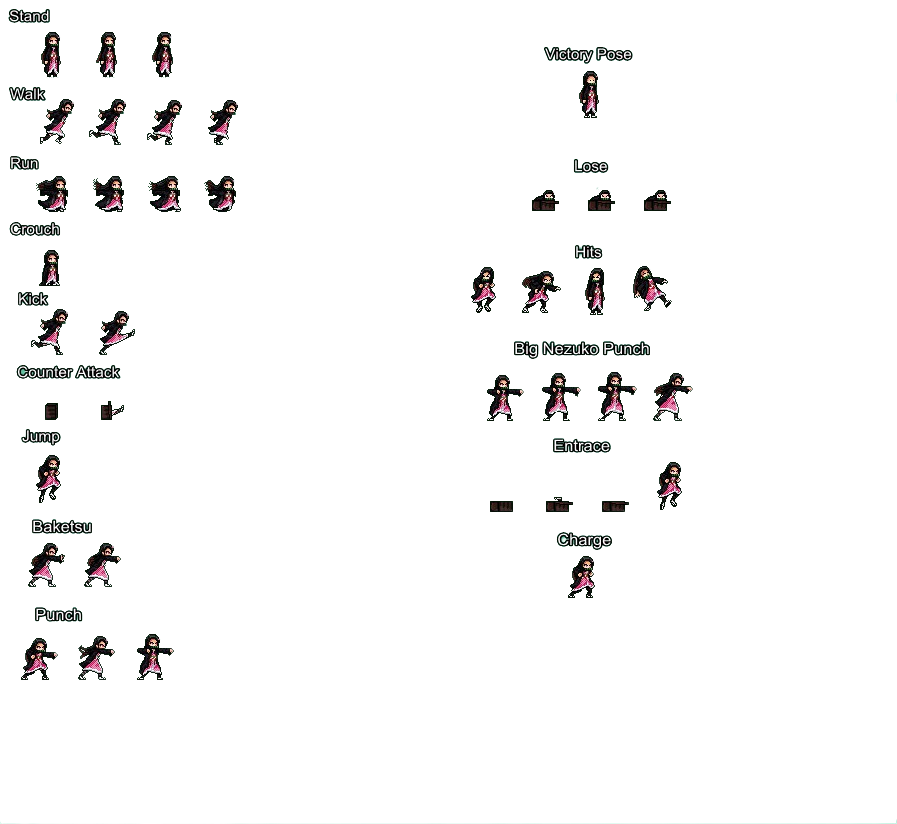 Stand
Walk
Run
Crouch
Kick
Counter Attack
Jump
Baketsu
Punch
Victory Pose
Lose
Hits
Big Nezuko Punch
Entrace
Charge